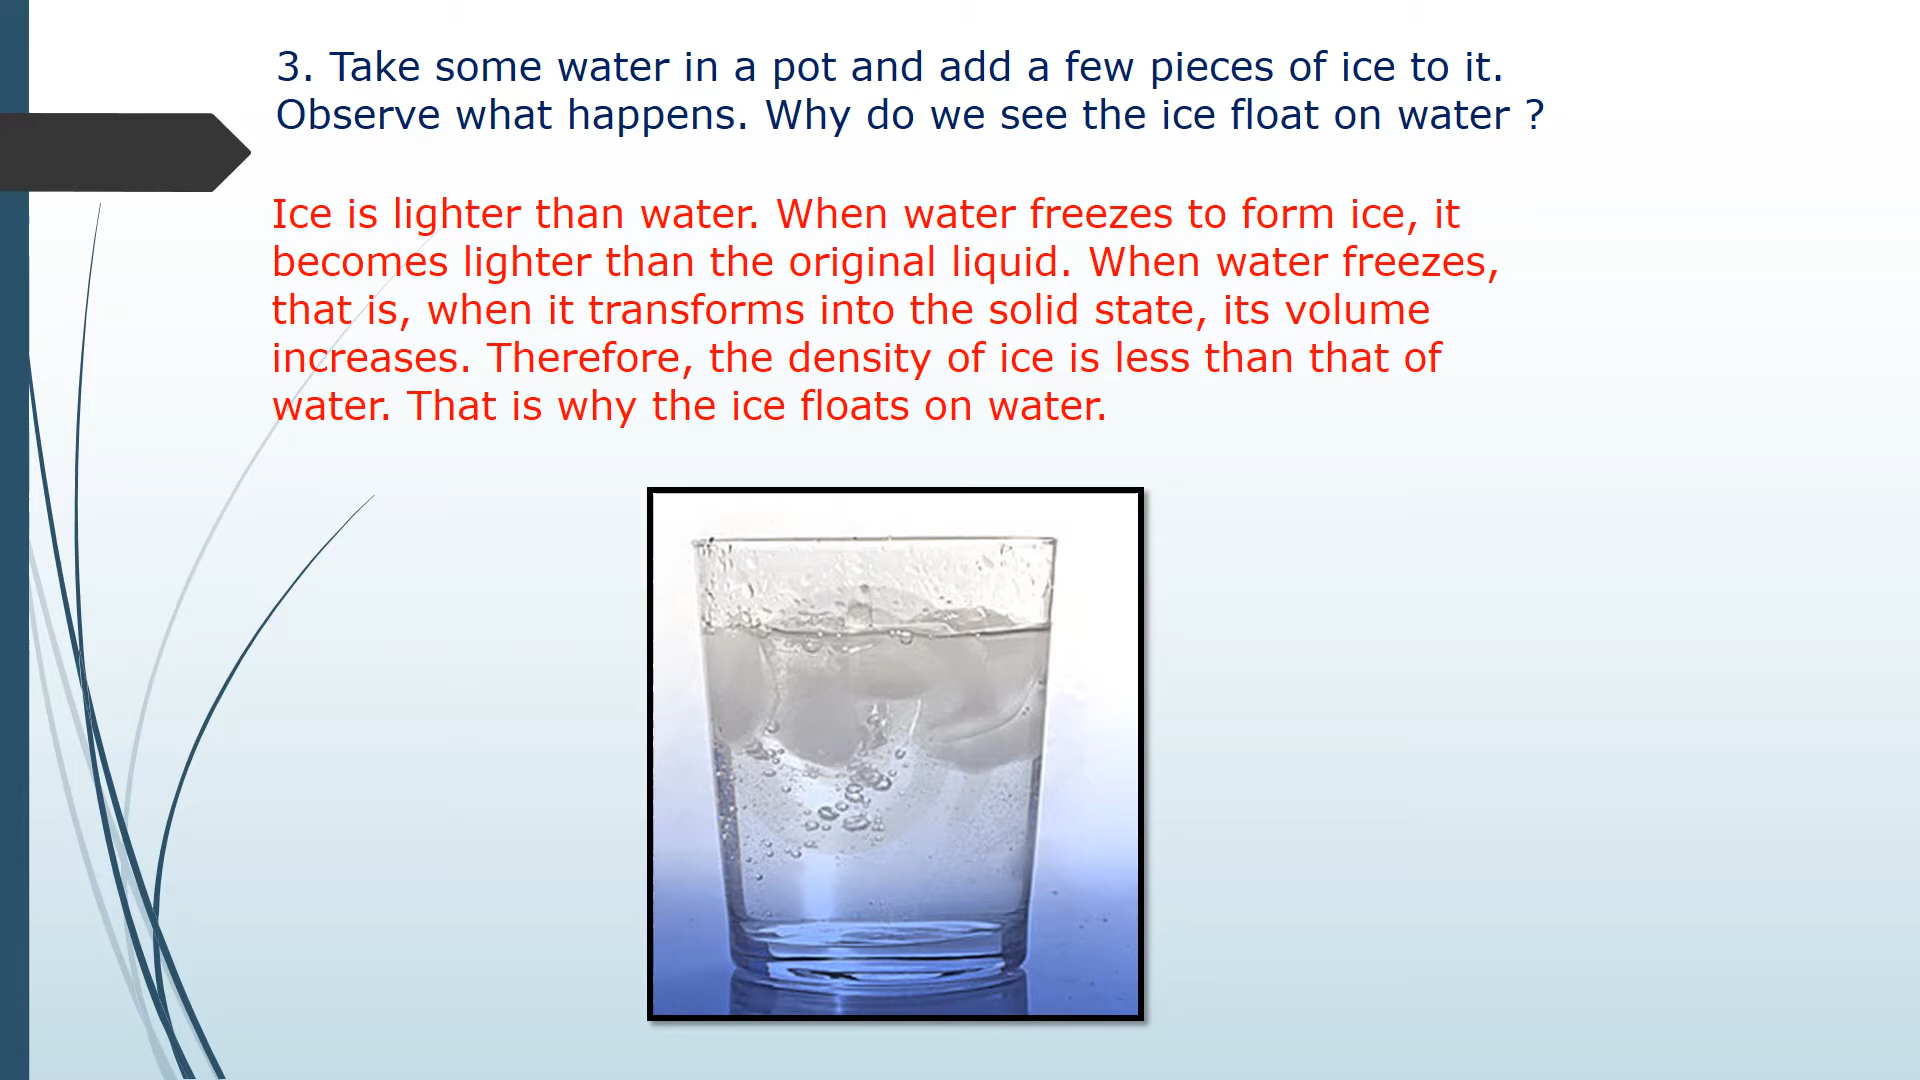 3. Take some water in a pot and add a few pieces of ice to it.
Observe what happens. Why do we see the ice float on water ?
Ice is lighter than water. When water freezes to form ice, it
becomes lighter than the original liquid. When water freezes,
that is, when it transforms into the solid state, its volume
increases. Therefore, the density of ice is less than that of
water. That is why the ice floats on water.